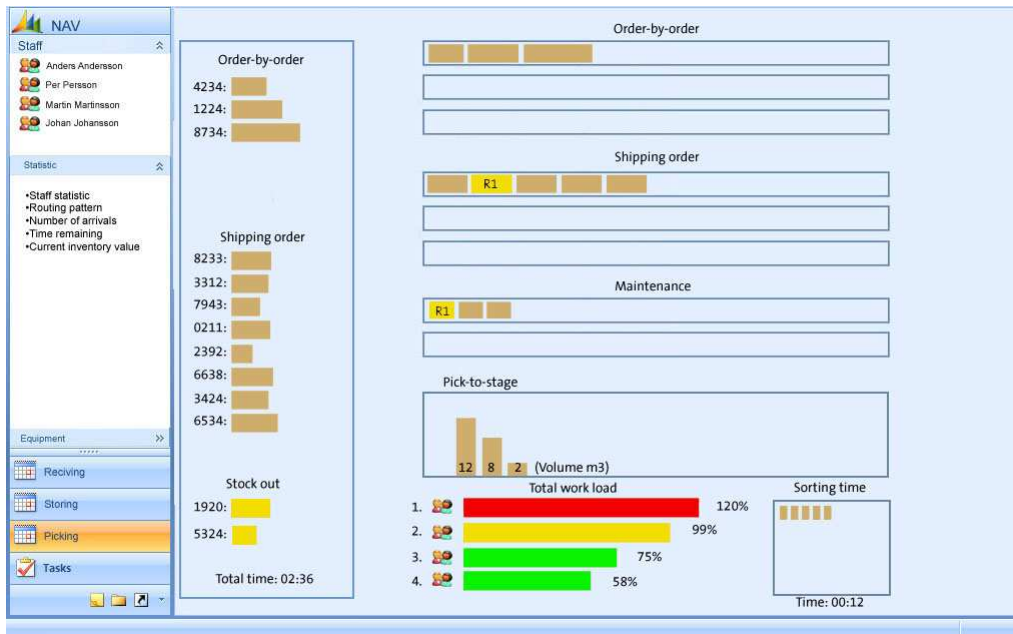 NAV
Staff
Anders Andersson
Per Persson
Martin Martinsson
Johan Johansson
Statistic
•Staff statistic
•Routing pattern
•Number of arrivals
•Time remaining
•Current inventory value
Equipment
Reciving
Storing
Picking
Tasks
Order-by-order
4234:
1224:
8734:
Shipping order
8233:
3312:
7943:
0211:
2392:
6638:
3424:
6534:
Stock out
1920:
5324:
Total time: 02:36
Order-by-order
Shipping order
R1
Maintenance
R1
Pick-to-stage
12 8 2 (Volume m3)
Total work load
1. 120%
2. 99%
3. 75%
4. 58%
Sorting time
Time: 00:12